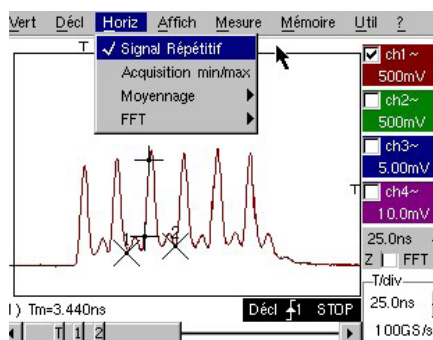 Vert Décl Horiz Affich Mesure Mémoire Util ?
T
✓ Signal Répétitif
Acquisition min/max
Moyennage
FFT
ch1~
500mV
ch2~
500mV
ch3~
5.00mV
ch4~
10.0mV
T
1 2
25.0ns
Z FFT
T/div
25.0ns
100GS/s
1) Tm=3.440ns
Décl 1 STOP
T 1 2